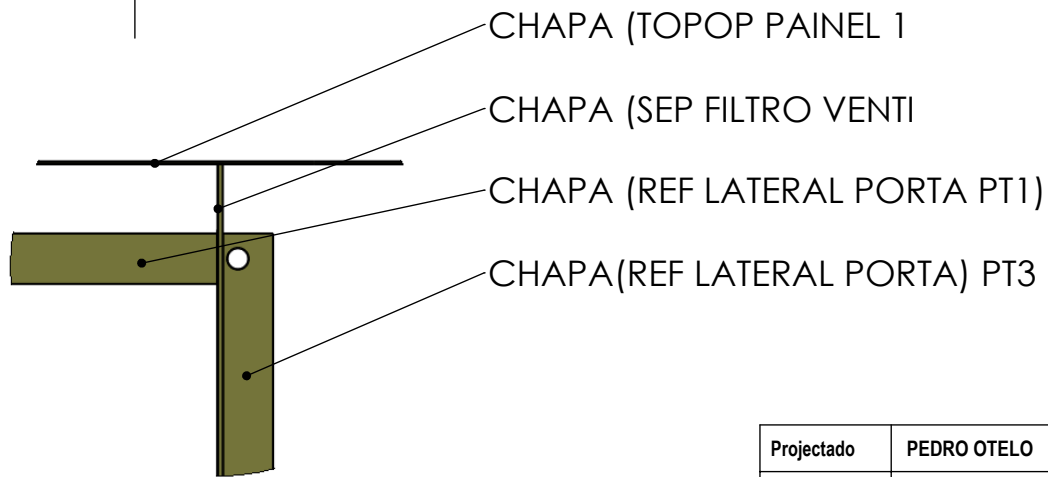 CHAPA (TOPOP PAINEL 1
CHAPA (SEP FILTRO VENTI
CHAPA (REF LATERAL PORTA PT1)
CHAPA(REF LATERAL PORTA) PT3
Projectado PEDRO OTELO